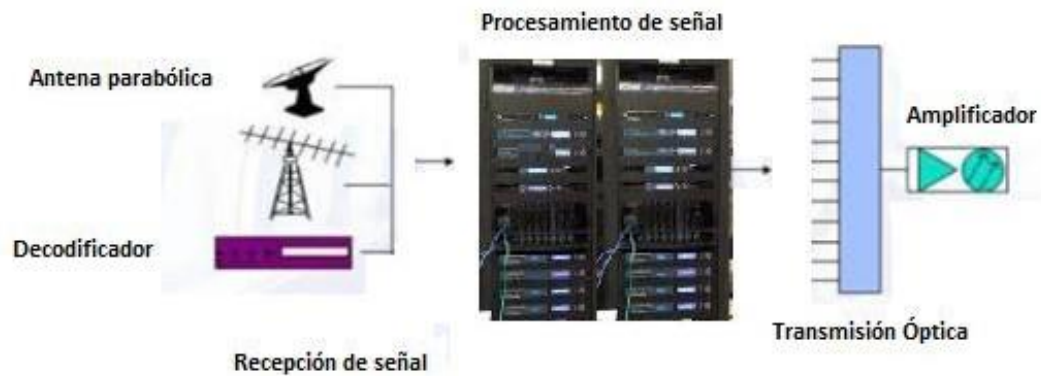 Procesamiento de señal
Antena parabólica
Amplificador
Decodificador
Transmisión Óptica
Recepción de señal